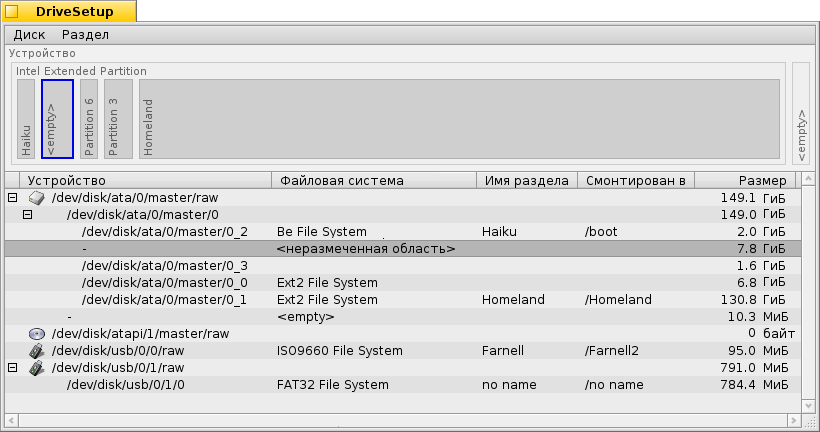 DriveSetup
Диск Раздел
Устройство
Intel Extended Partition
Haiku
<empty>
Partition 6
Partition 3
Homeland
<empty>
Устройство Файловая система Имя раздела Смонтирован в Размер
/dev/disk/ata/0/master/raw 149.1 ГиБ
/dev/disk/ata/0/master/0 149.0 ГиБ
/dev/disk/ata/0/master/0_2 Be File System Haiku /boot 2.0 ГиБ
- <неразмеченная область> 7.8 ГиБ
/dev/disk/ata/0/master/0_3 1.6 ГиБ
/dev/disk/ata/0/master/0_0 Ext2 File System 6.8 ГиБ
/dev/disk/ata/0/master/0_1 Ext2 File System Homeland /Homeland 130.8 ГиБ
- <empty> 10.3 МиБ
/dev/disk/atapi/1/master/raw 0 байт
/dev/disk/usb/0/0/raw ISO9660 File System Farnell /Farnell2 95.0 МиБ
/dev/disk/usb/0/1/raw 791.0 МиБ
/dev/disk/usb/0/1/0 FAT32 File System no name /no name 784.4 МиБ